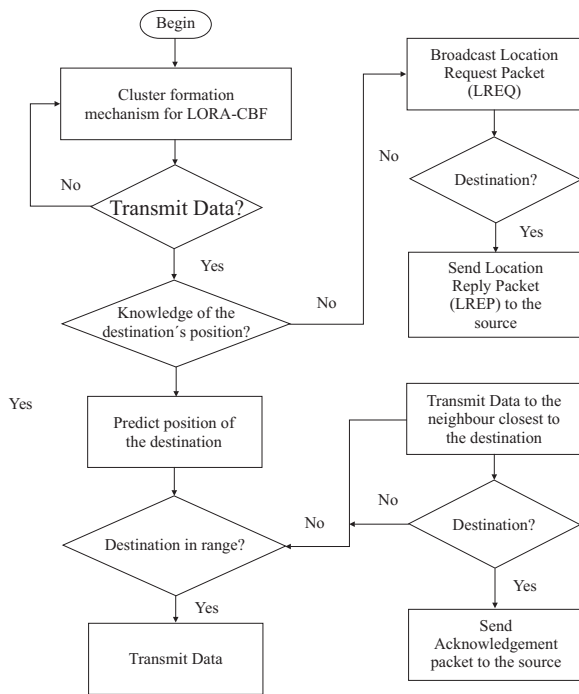 Begin
Cluster formation
mechanism for LORA-CBF
No
Transmit Data?
Yes
Knowledge of the
destination´s position?
No
Yes
Predict position of
the destination
Destination in range?
Yes
Transmit Data
Broadcast Location
Request Packet
(LREQ)
No
Destination?
Yes
Send Location
Reply Packet
(LREP) to the
source
Transmit Data to the
neighbour closest to
the destination
No
No
Destination?
Yes
Send
Acknowledgement
packet to the source